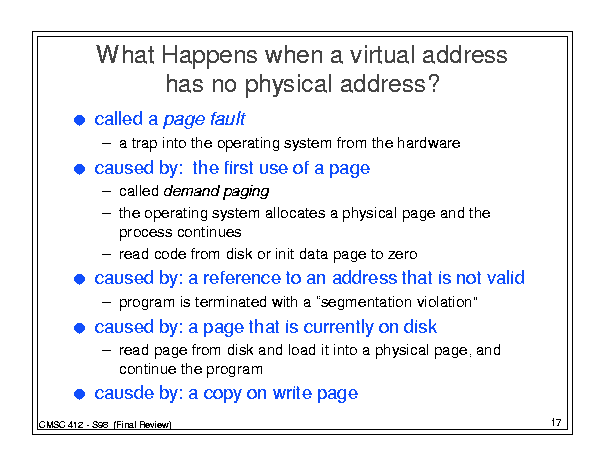 What Happens when a virtual address
has no physical address?
● called a page fault
– a trap into the operating system from the hardware
● caused by: the first use of a page
– called demand paging
– the operating system allocates a physical page and the
process continues
– read code from disk or init data page to zero
● caused by: a reference to an address that is not valid
– program is terminated with a "segmentation violation"
● caused by: a page that is currently on disk
– read page from disk and load it into a physical page, and
continue the program
● causde by: a copy on write page
CMSC 412 - S98 (Final Review)
17